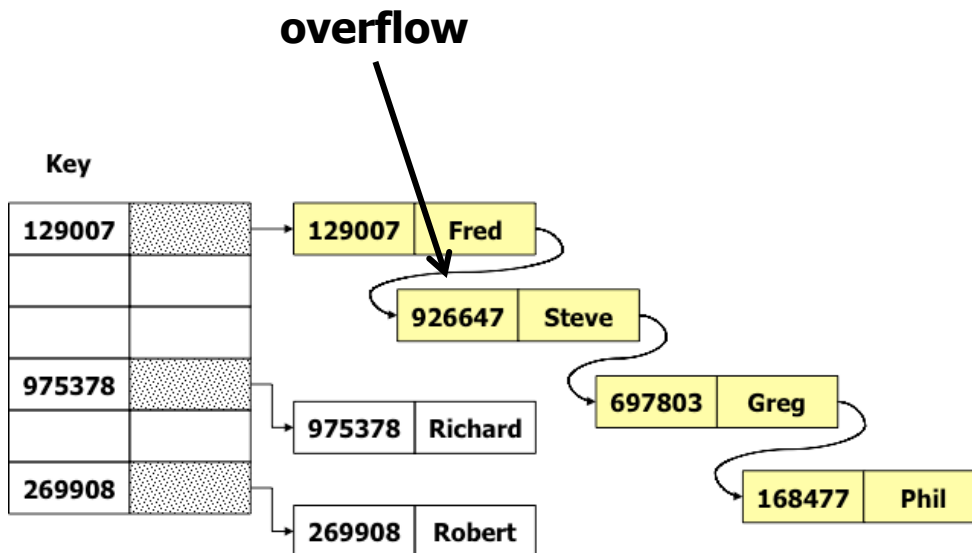 overflow
Key
129007
129007 Fred
926647 Steve
975378
697803 Greg
975378 Richard
269908
168477 Phil
269908 Robert